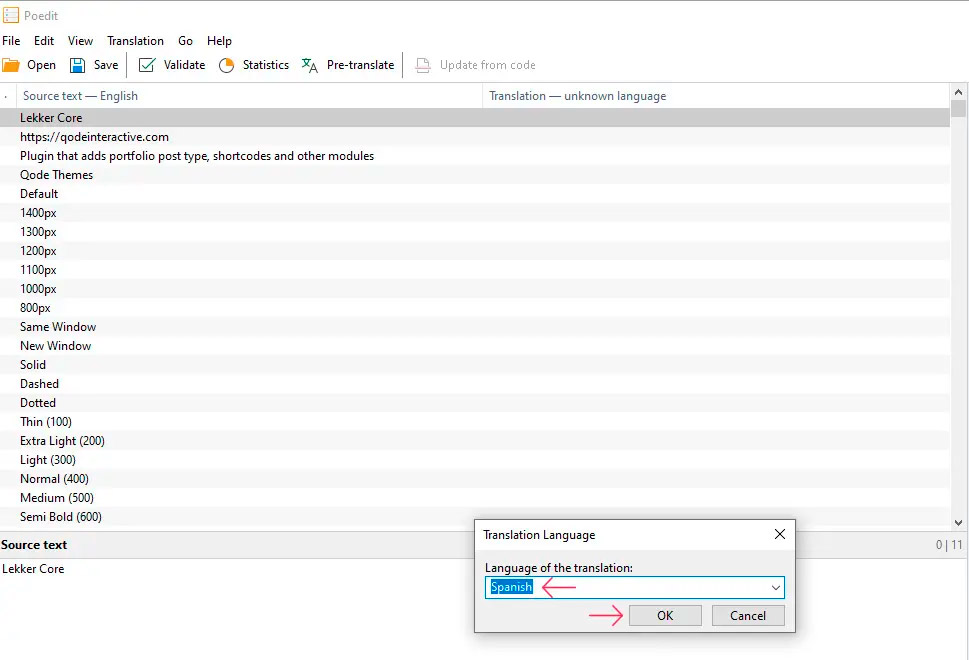 Poedit
File Edit View Translation Go Help
Open Save Validate Statistics Pre-translate Update from code
Source text — English Translation — unknown language
Lekker Core
https://qodeinteractive.com
Plugin that adds portfolio post type, shortcodes and other modules
Qode Themes
Default
1400px
1300px
1200px
1100px
1000px
800px
Same Window
New Window
Solid
Dashed
Dotted
Thin (100)
Extra Light (200)
Light (300)
Normal (400)
Medium (500)
Semi Bold (600)
Source text
0 | 11
Lekker Core
Translation Language
Language of the translation:
Spanish
OK Cancel